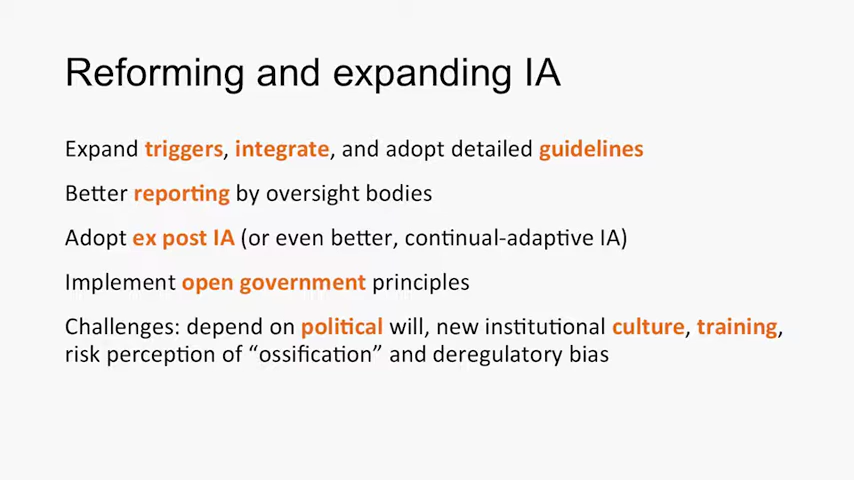 Reforming and expanding IA
Expand triggers, integrate, and adopt detailed guidelines
Better reporting by oversight bodies
Adopt ex post IA (or even better, continual-adaptive IA)
Implement open government principles
Challenges: depend on political will, new institutional culture, training,
risk perception of “ossification” and deregulatory bias